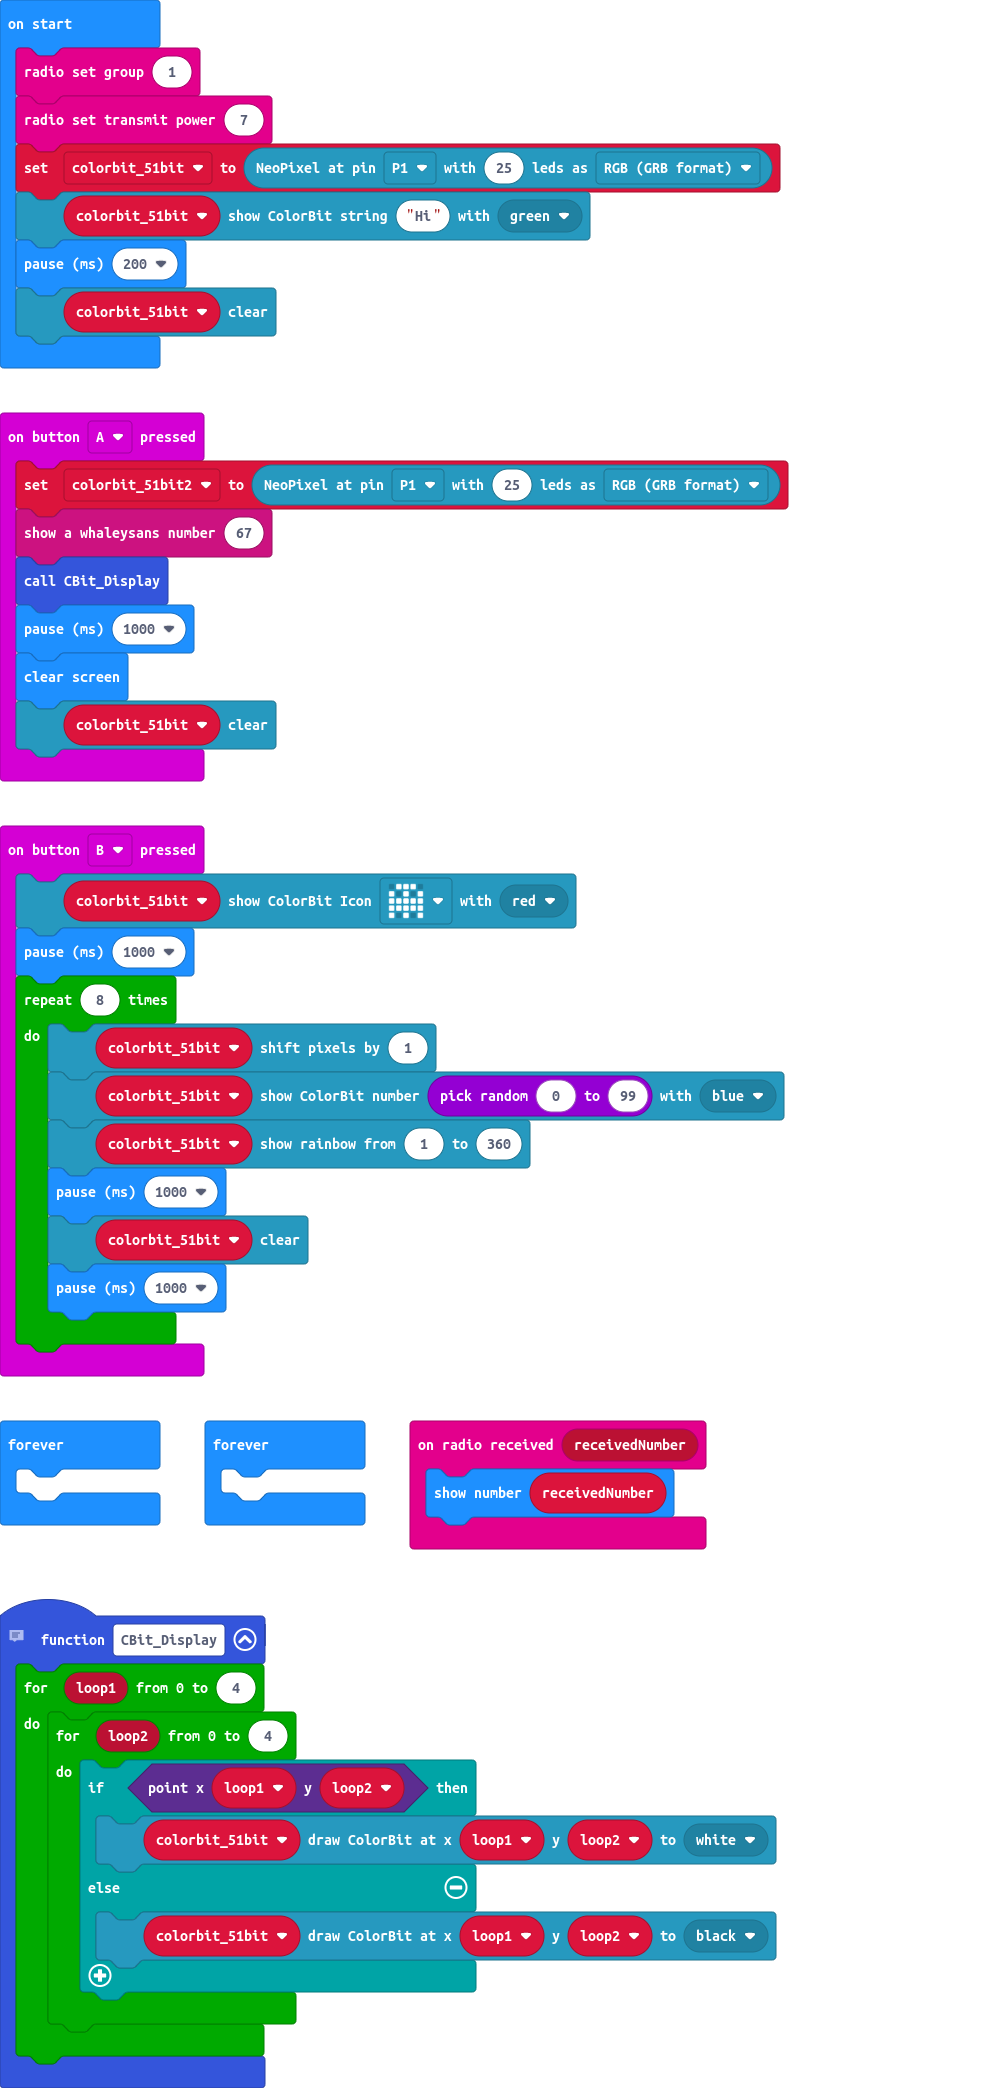 on start
radio set group 1
radio set transmit power 7
set colorbit_51bit to NeoPixel at pin P1 with 25 leds as RGB (GRB format)
colorbit_51bit show ColorBit string "Hi" with green
pause (ms) 200
colorbit_51bit clear
on button A pressed
set colorbit_51bit2 to NeoPixel at pin P1 with 25 leds as RGB (GRB format)
show a whaleysans number 67
call CBit_Display
pause (ms) 1000
clear screen
colorbit_51bit clear
on button B pressed
colorbit_51bit show ColorBit Icon with red
pause (ms) 1000
repeat 8 times
do
colorbit_51bit shift pixels by 1
colorbit_51bit show ColorBit number pick random 0 to 99 with blue
colorbit_51bit show rainbow from 1 to 360
pause (ms) 1000
colorbit_51bit clear
pause (ms) 1000
forever
forever
on radio received receivedNumber
show number receivedNumber
function CBit_Display
for loop1 from 0 to 4
do
for loop2 from 0 to 4
do
if point x loop1 y loop2 then
colorbit_51bit draw ColorBit at x loop1 y loop2 to white
else
colorbit_51bit draw ColorBit at x loop1 y loop2 to black